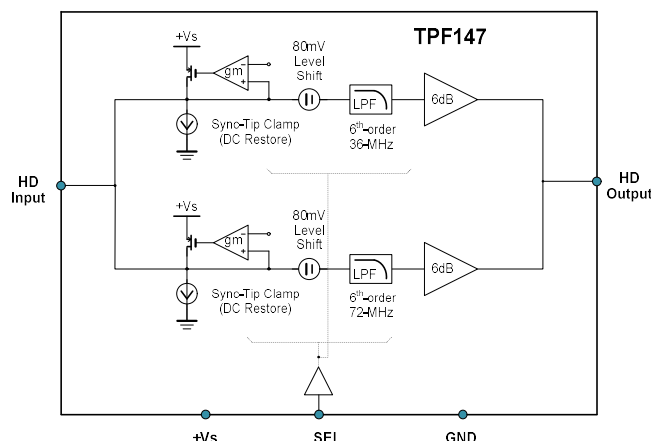 TPF147
+Vs
gm
80mV
Level
Shift
LPF
6dB
Sync-Tip Clamp
(DC Restore)
6th-order
36-MHz
HD
Input
HD
Output
+Vs
gm
80mV
Level
Shift
LPF
6dB
Sync-Tip Clamp
(DC Restore)
6th-order
72-MHz
+Vs
SEL
GND